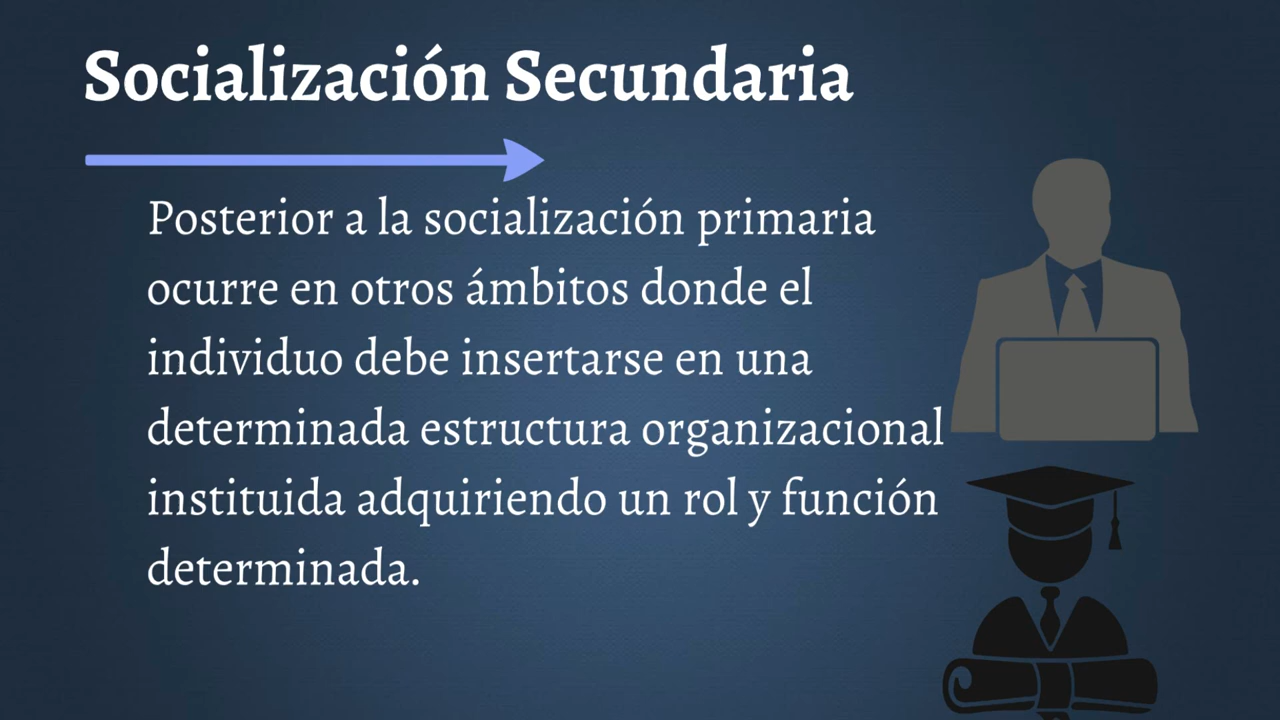 Socialización Secundaria
Posterior a la socialización primaria
ocurre en otros ámbitos donde el
individuo debe insertarse en una
determinada estructura organizacional
instituida adquiriendo un rol y función
determinada.